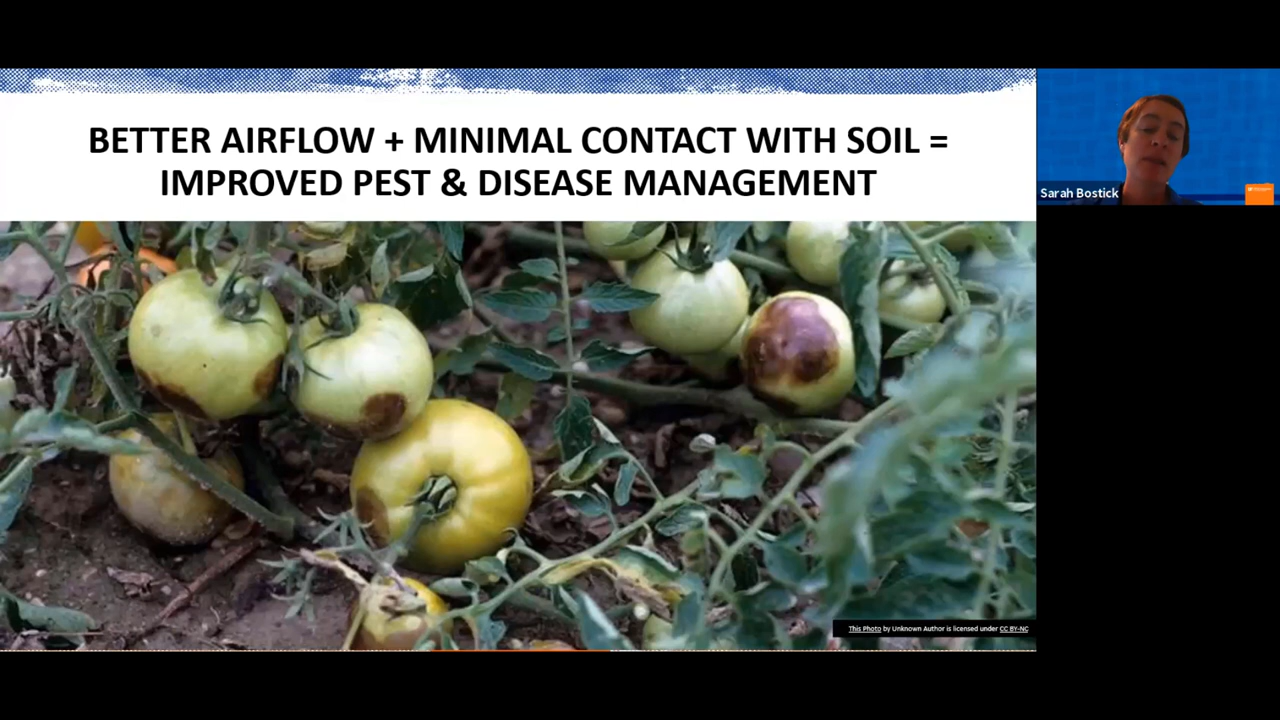 BETTER AIRFLOW + MINIMAL CONTACT WITH SOIL =
IMPROVED PEST & DISEASE MANAGEMENT
Sarah Bostick
This Photo by Unknown Author is licensed under CC BY-NC